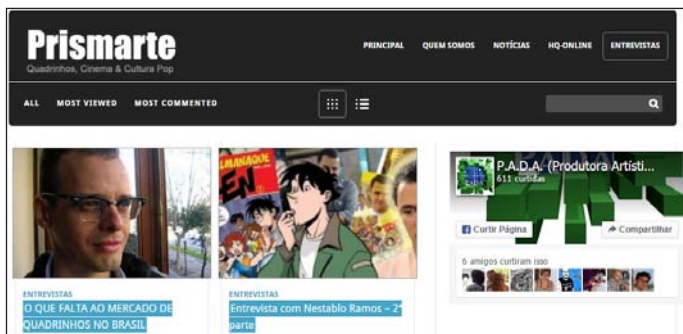 Prismarte
Quadrinhos, Cinema & Cultura Pop
PRINCIPAL QUEM SOMOS NOTÍCIAS HQ-ONLINE ENTREVISTAS
ALL MOST VIEWED MOST COMMENTED
ALMANAQUE
EN
P.A.D.A. (Produtora Artísti...
611 curtidas
Curtir Página
Compartilhar
6 amigos curtiram isso
ENTREVISTAS
O QUE FALTA AO MERCADO DE
QUADRINHOS NO BRASIL
ENTREVISTAS
Entrevista com Nestablo Ramos – 2ª
parte